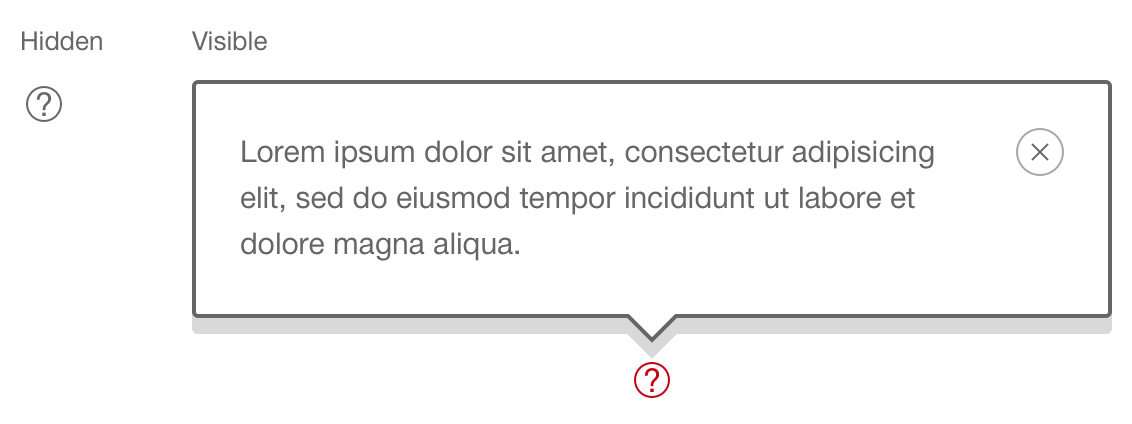 Hidden
Visible
?
Lorem ipsum dolor sit amet, consectetur adipisicing
elit, sed do eiusmod tempor incididunt ut labore et
dolore magna aliqua.
?